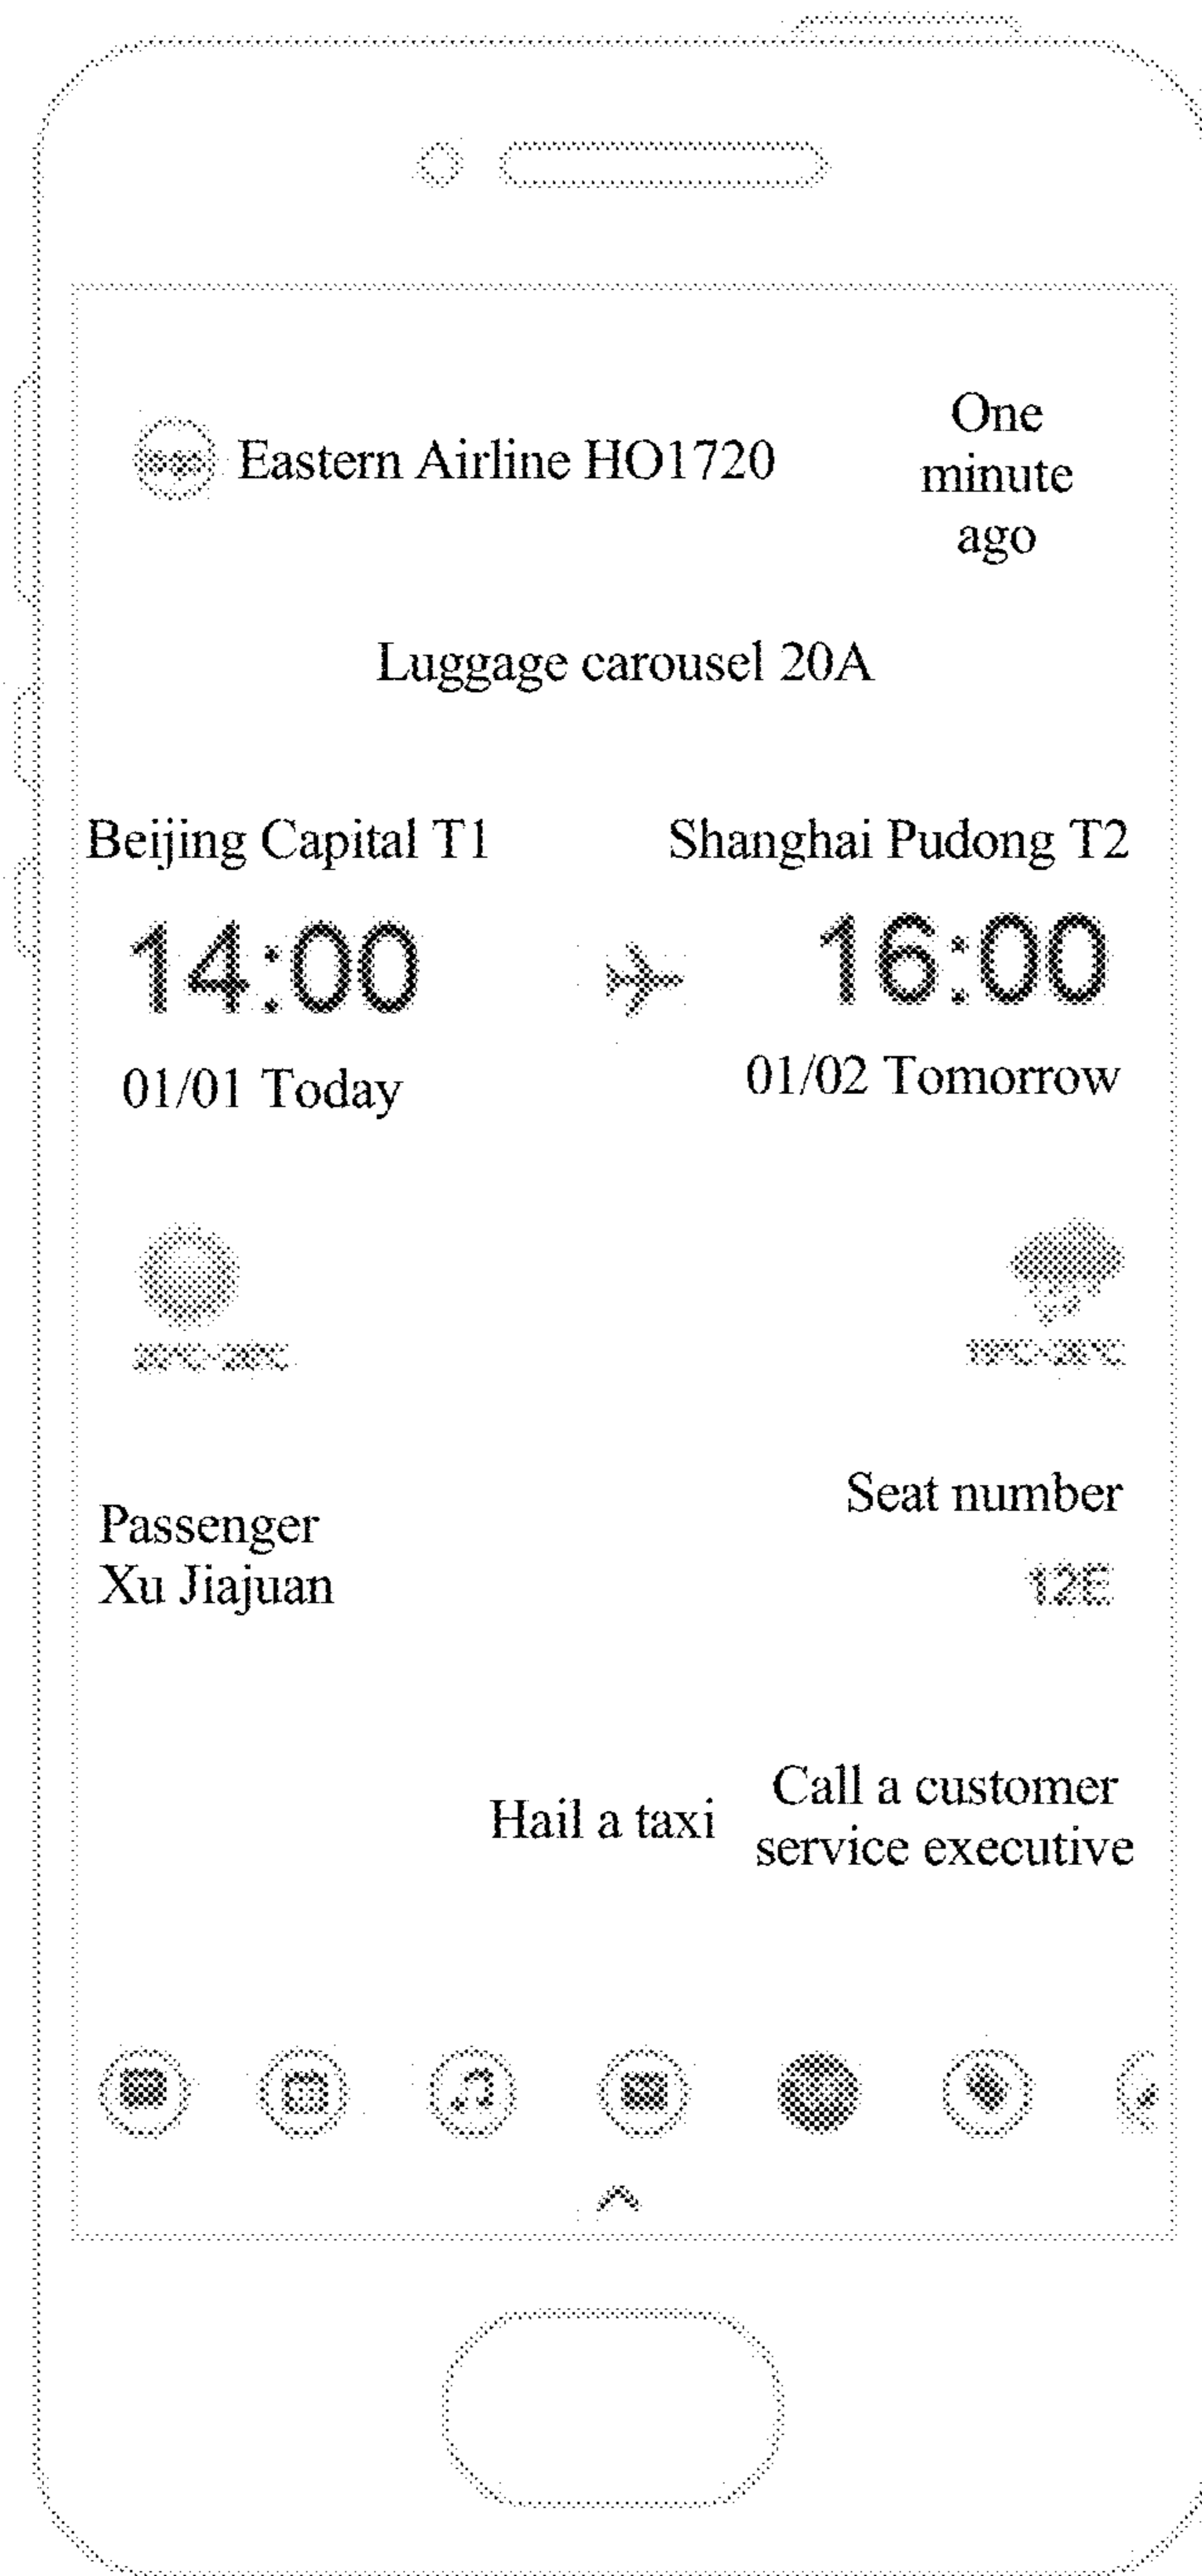 Eastern Airline HO1720
One
minute
ago
Luggage carousel 20A
Beijing Capital T1
Shanghai Pudong T2
14:00
16:00
01/01 Today
01/02 Tomorrow
Passenger
Xu Jiajuan
Seat number
12E
Hail a taxi
Call a customer
service executive